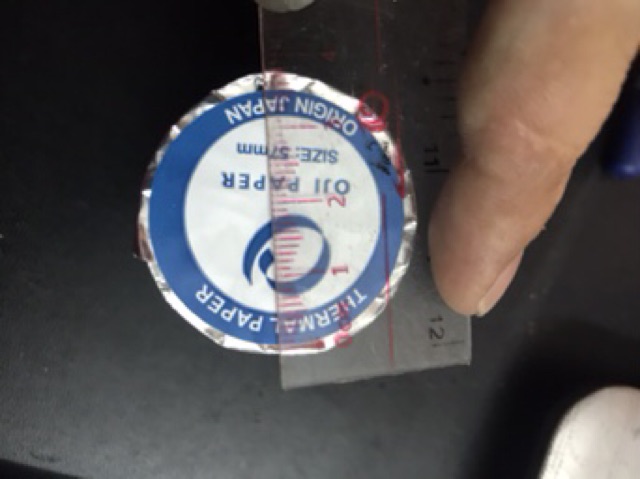 ORIGIN JAPAN
SIZE: 57mm
OJI PAPER
THERMAL PAPER
2
1
11
12